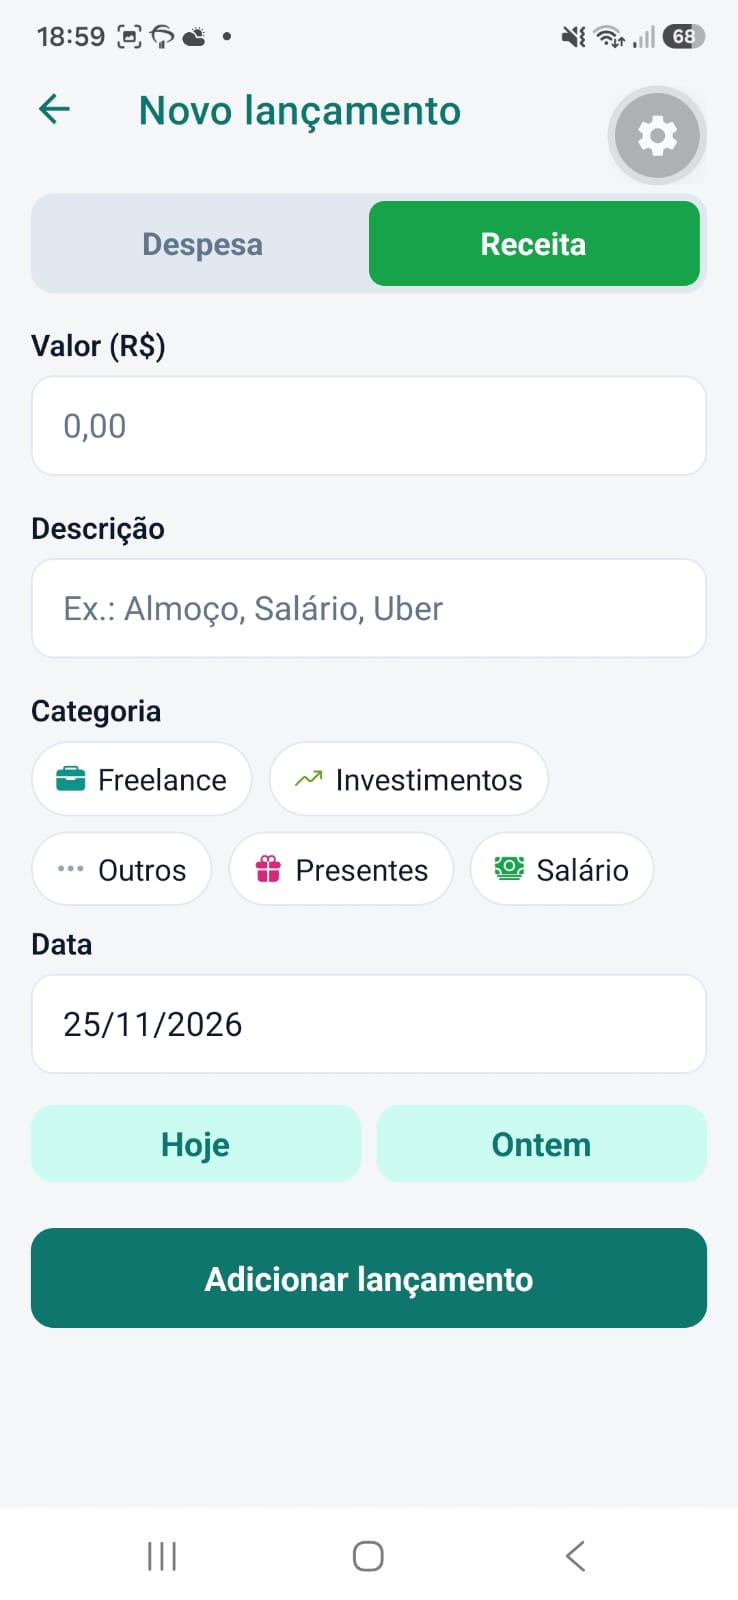 18:59
68
Novo lançamento
Despesa
Receita
Valor (R$)
0,00
Descrição
Ex.: Almoço, Salário, Uber
Categoria
Freelance
Investimentos
Outros
Presentes
Salário
Data
25/11/2026
Hoje
Ontem
Adicionar lançamento